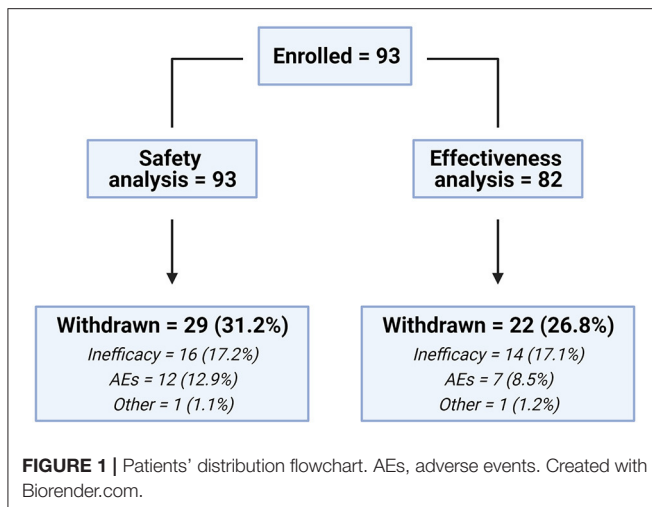 Enrolled = 93
Safety
analysis = 93
Effectiveness
analysis = 82
Withdrawn = 29 (31.2%)
Inefficacy = 16 (17.2%)
AEs = 12 (12.9%)
Other = 1 (1.1%)
Withdrawn = 22 (26.8%)
Inefficacy = 14 (17.1%)
AEs = 7 (8.5%)
Other = 1 (1.2%)
FIGURE 1 | Patients’ distribution flowchart. AEs, adverse events. Created with
Biorender.com.